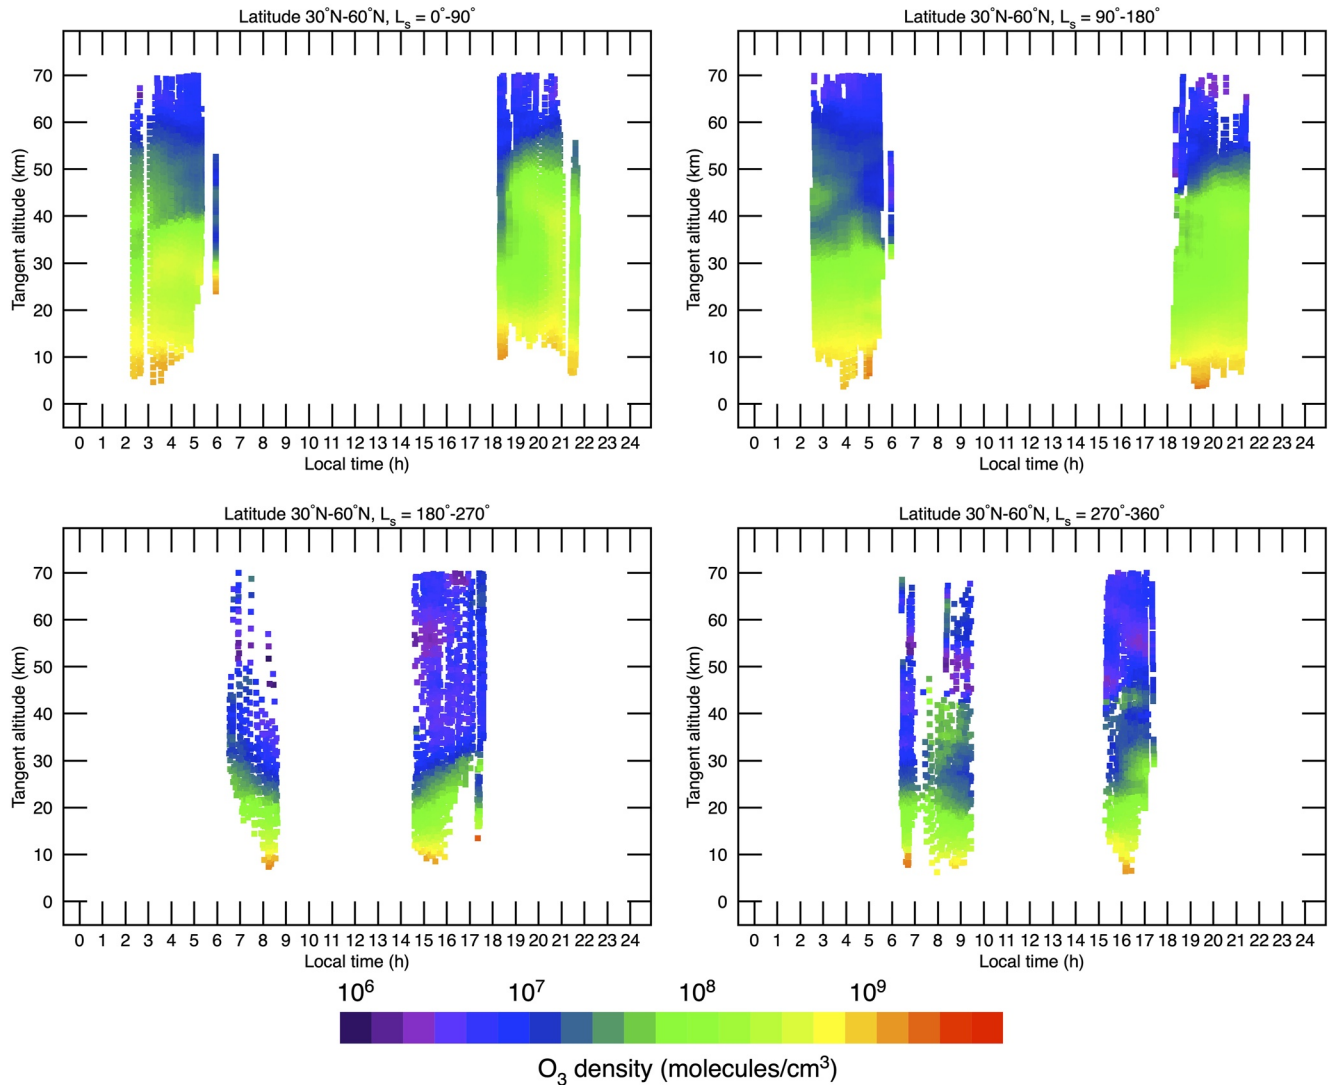 Latitude 30°N-60°N, Ls = 0°-90°
Latitude 30°N-60°N, Ls = 90°-180°
Tangent altitude (km)
70
60
50
40
30
20
10
0
0 1 2 3 4 5 6 7 8 9 10 11 12 13 14 15 16 17 18 19 20 21 22 23 24
Local time (h)
Tangent altitude (km)
70
60
50
40
30
20
10
0
0 1 2 3 4 5 6 7 8 9 10 11 12 13 14 15 16 17 18 19 20 21 22 23 24
Local time (h)
Latitude 30°N-60°N, Ls = 180°-270°
Latitude 30°N-60°N, Ls = 270°-360°
Tangent altitude (km)
70
60
50
40
30
20
10
0
0 1 2 3 4 5 6 7 8 9 10 11 12 13 14 15 16 17 18 19 20 21 22 23 24
Local time (h)
Tangent altitude (km)
70
60
50
40
30
20
10
0
0 1 2 3 4 5 6 7 8 9 10 11 12 13 14 15 16 17 18 19 20 21 22 23 24
Local time (h)
10⁶ 10⁷ 10⁸ 10⁹
O₃ density (molecules/cm³)